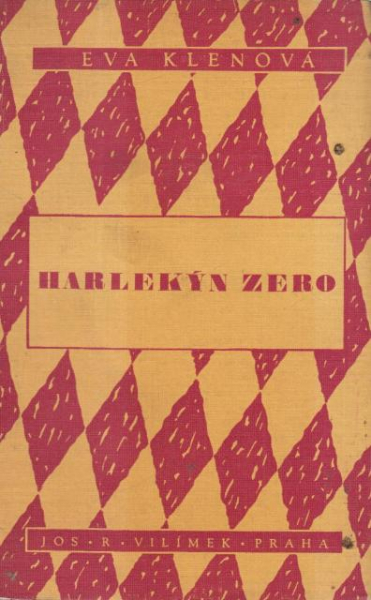 EVA KLENOVÁ
HARLEKÝN ZERO
JOS · R · VILÍMEK · PRAHA